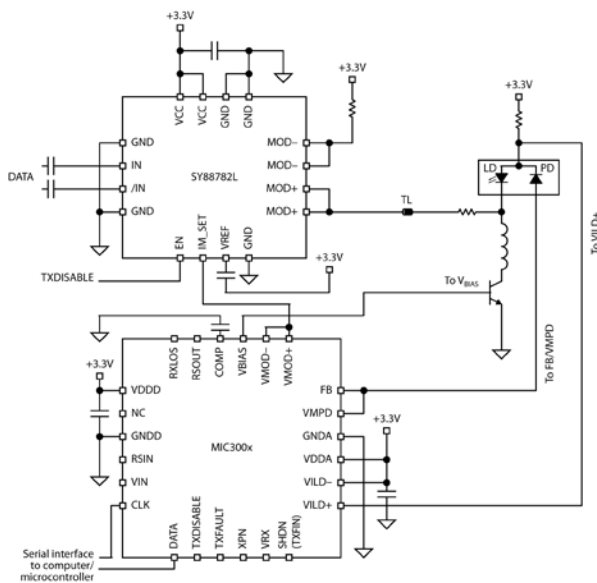 +3.3V
+3.3V
+3.3V
VCC
VCC
GND
GND
GND
IN
/IN
GND
DATA
SY88782L
MOD–
MOD–
MOD+
MOD+
EN
IM_SET
VREF
GND
TXDISABLE
+3.3V
TL
LD
PD
To VILD+
To VBIAS
To FB/VMPD
+3.3V
RXLOS
RSOUT
COMP
VBIAS
VMOD–
VMOD+
VDDD
NC
GNDD
RSIN
VIN
CLK
MIC300x
FB
VMPD
GNDA
VDDA
VILD–
VILD+
+3.3V
DATA
TXDISABLE
TXFAULT
XPN
VRX
SHDN
(TXFIN)
Serial interface
to computer/
microcontroller